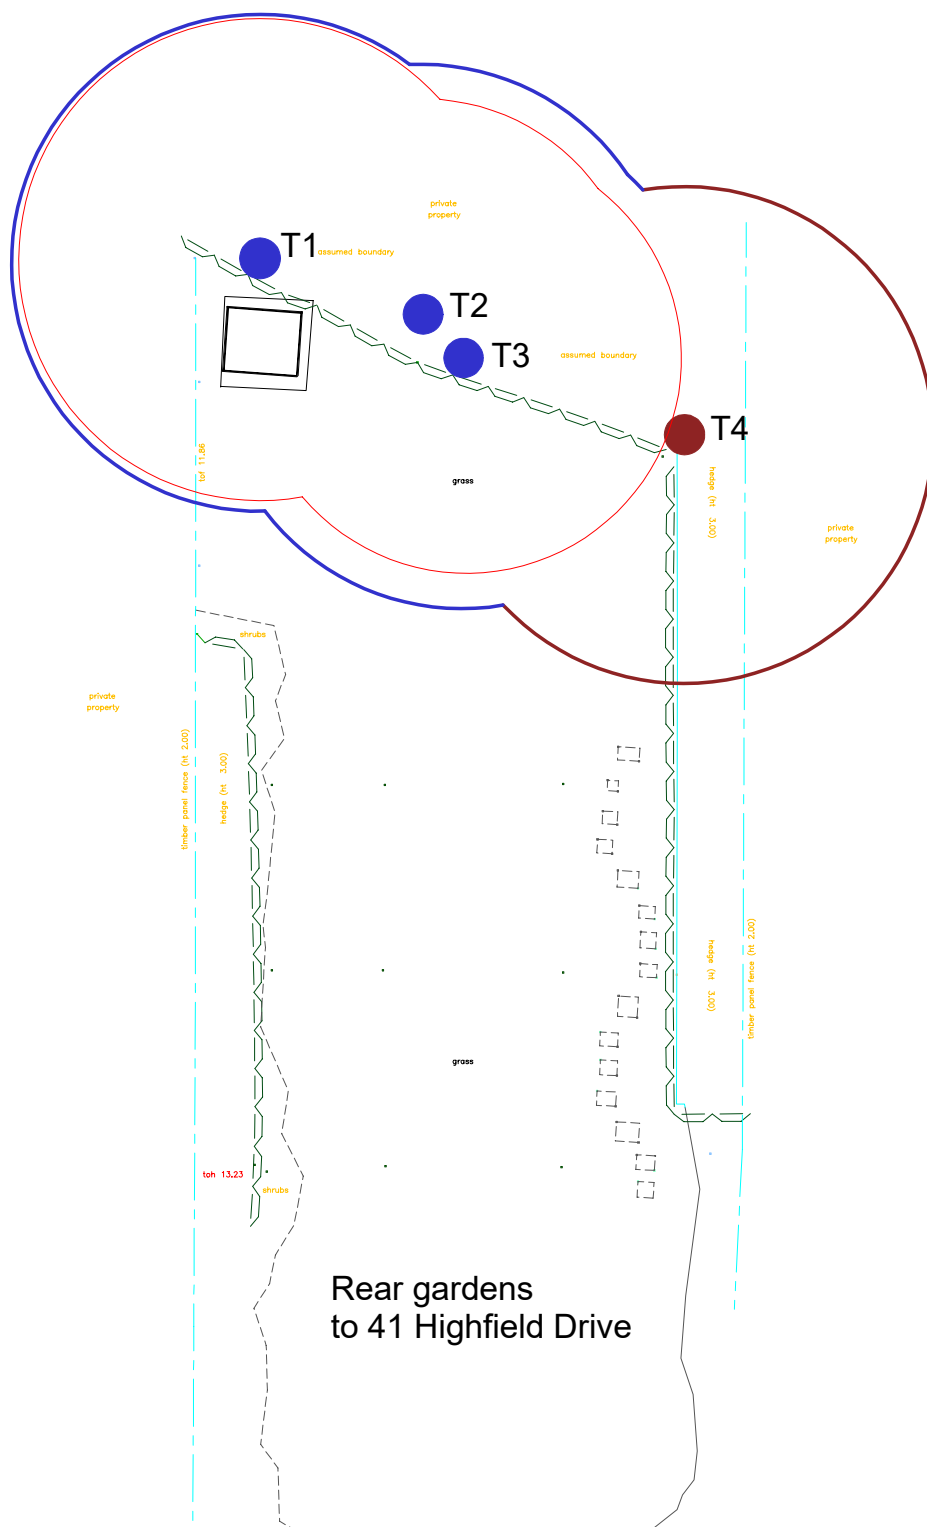 private
property
T1
assumed boundary
T2
T3
assumed boundary
T4
tof 11.86
grass
hedge (ht 3.00)
private
property
shrubs
private
property
timber panel fence (ht 2.00)
hedge (ht 3.00)
hedge (ht 3.00)
timber panel fence (ht 2.00)
grass
toh 13.23
shrubs
Rear gardens
to 41 Highfield Drive